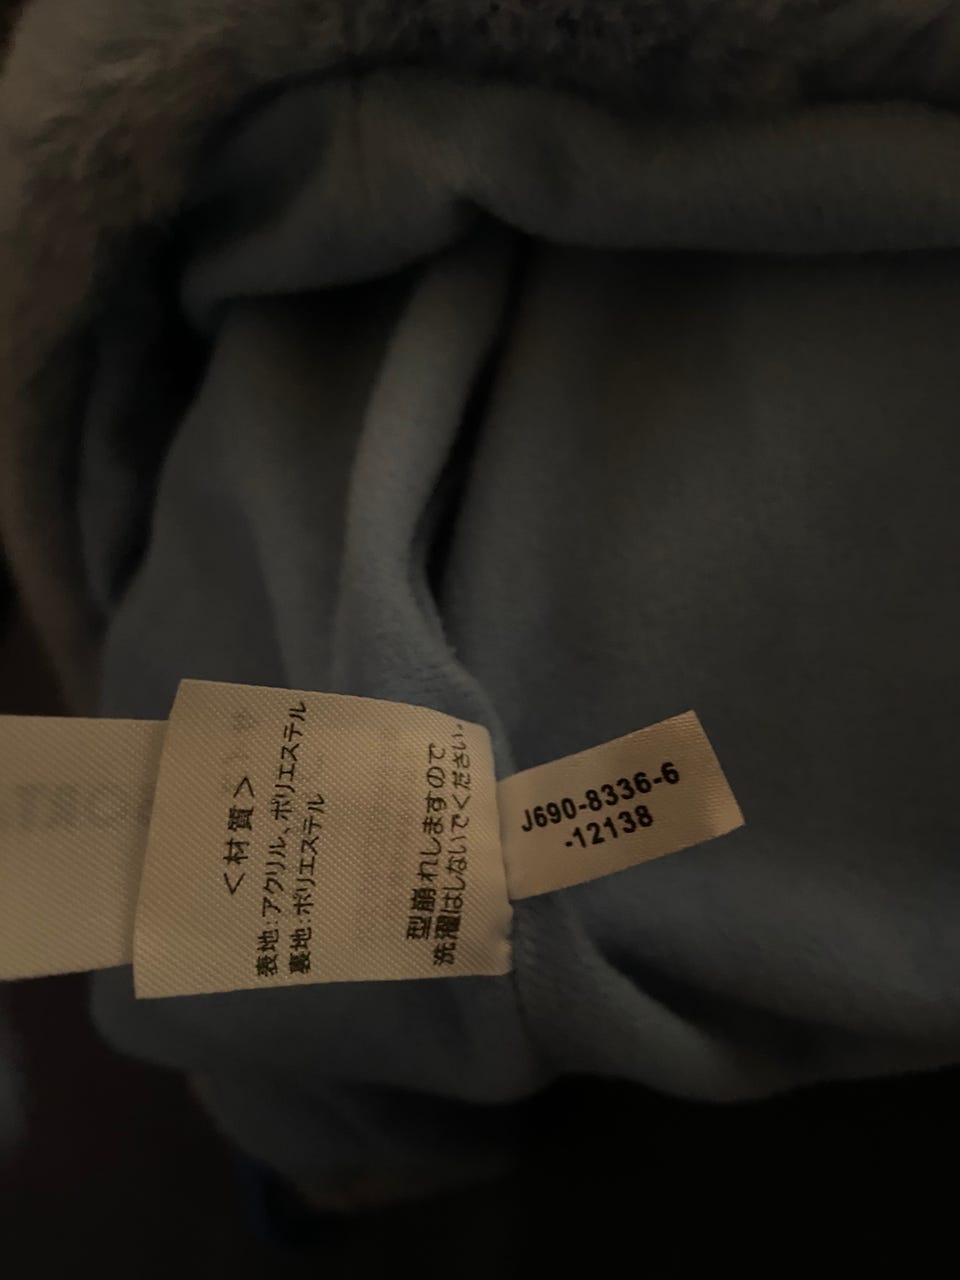 <材質>
表地:アクリル、ポリエステル
裏地:ポリエステル
型崩れしますので
洗濯はしないでください。
J690-8336-6
-12138